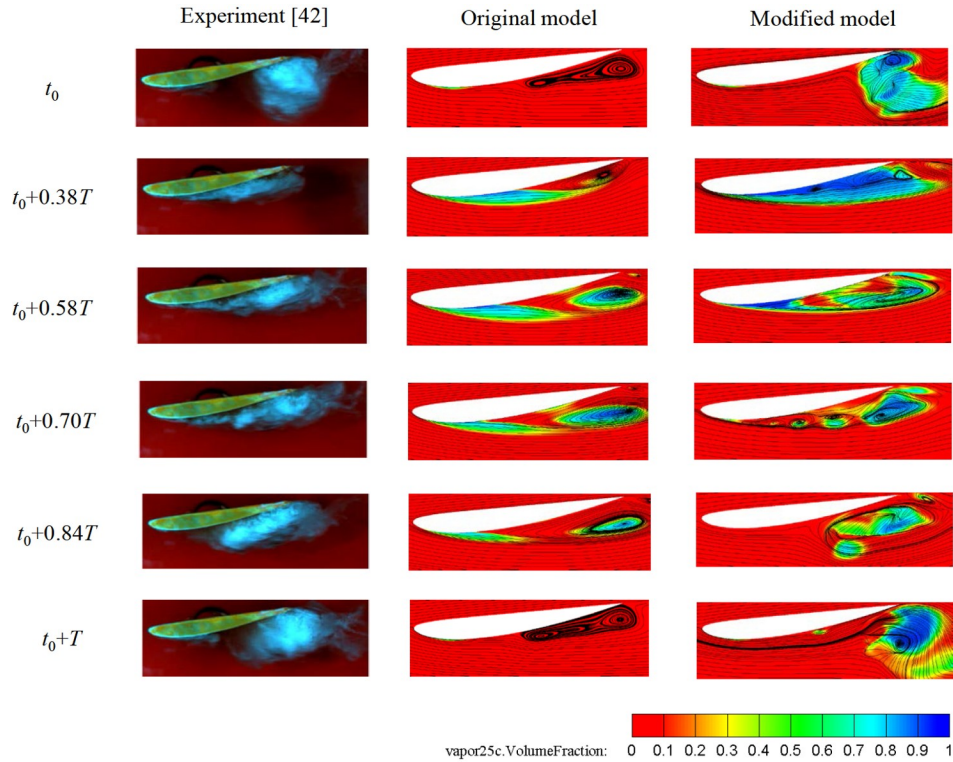 Experiment [42] Original model Modified model
t₀
t₀+0.38T
t₀+0.58T
t₀+0.70T
t₀+0.84T
t₀+T
vapor25c.VolumeFraction: 0 0.1 0.2 0.3 0.4 0.5 0.6 0.7 0.8 0.9 1